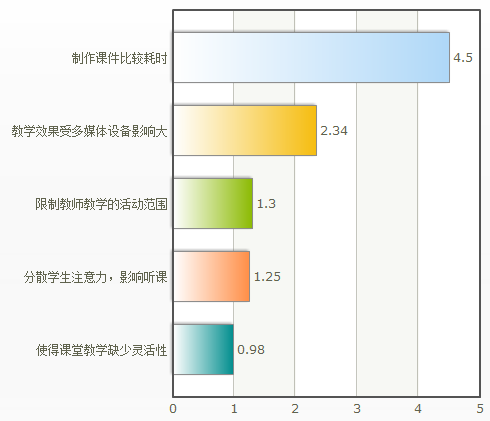 制作课件比较耗时
4.5
教学效果受多媒体设备影响大
2.34
限制教师教学的活动范围
1.3
分散学生注意力，影响听课
1.25
使得课堂教学缺少灵活性
0.98
0 1 2 3 4 5